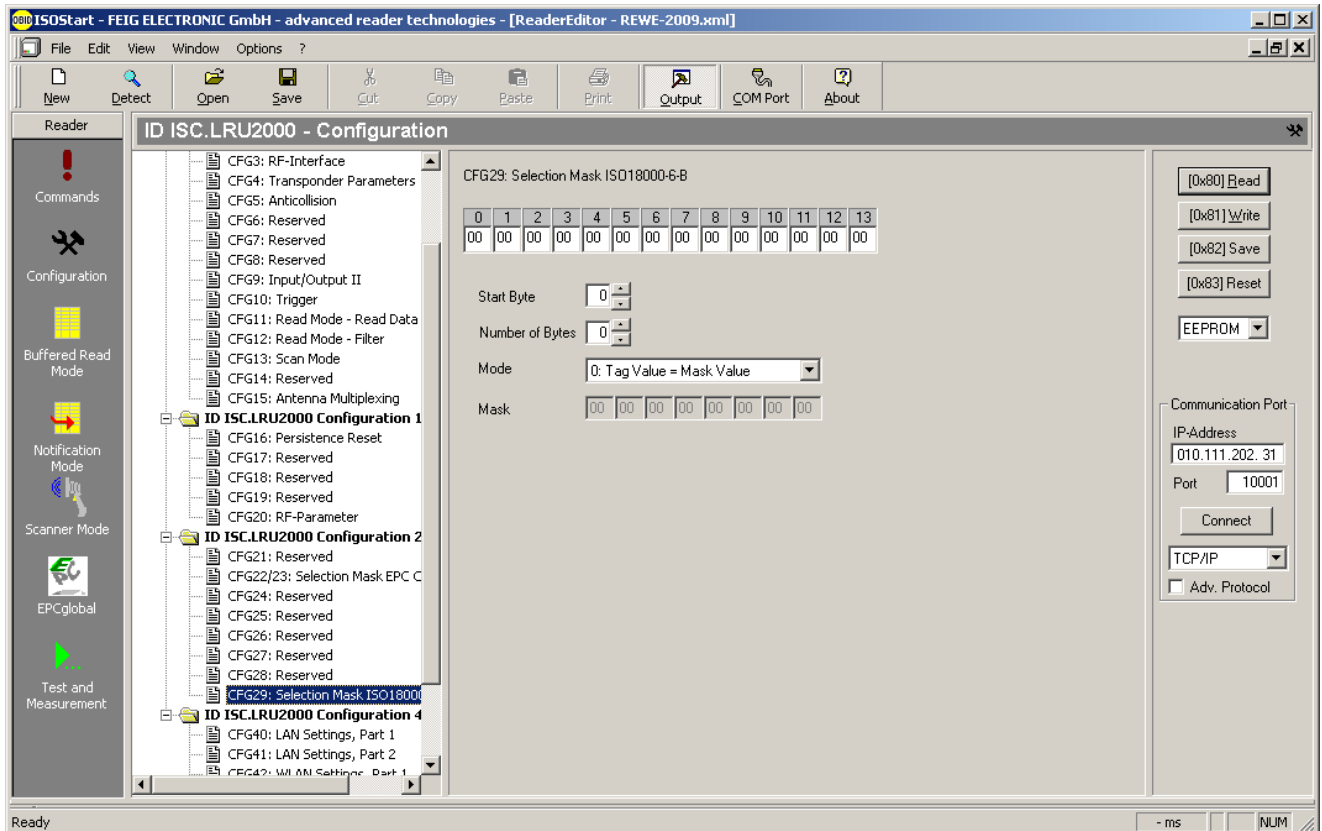 OBID ISOStart - FEIG ELECTRONIC GmbH - advanced reader technologies - [ReaderEditor - REWE-2009.xml]
File Edit View Window Options ?
New Detect Open Save Cut Copy Paste Print Output COM Port About
Reader
ID ISC.LRU2000 - Configuration
Commands
Configuration
Buffered Read
Mode
Notification
Mode
Scanner Mode
EPCglobal
Test and
Measurement
CFG3: RF-Interface
CFG4: Transponder Parameters
CFG5: Anticollision
CFG6: Reserved
CFG7: Reserved
CFG8: Reserved
CFG9: Input/Output II
CFG10: Trigger
CFG11: Read Mode - Read Data
CFG12: Read Mode - Filter
CFG13: Scan Mode
CFG14: Reserved
CFG15: Antenna Multiplexing
ID ISC.LRU2000 Configuration 1
CFG16: Persistence Reset
CFG17: Reserved
CFG18: Reserved
CFG19: Reserved
CFG20: RF-Parameter
ID ISC.LRU2000 Configuration 2
CFG21: Reserved
CFG22/23: Selection Mask EPC C
CFG24: Reserved
CFG25: Reserved
CFG26: Reserved
CFG27: Reserved
CFG28: Reserved
CFG29: Selection Mask ISO18000
ID ISC.LRU2000 Configuration 4
CFG40: LAN Settings, Part 1
CFG41: LAN Settings, Part 2
CFG42: WLAN Settings, Part 1
CFG29: Selection Mask ISO18000-6-B
0 1 2 3 4 5 6 7 8 9 10 11 12 13
00 00 00 00 00 00 00 00 00 00 00 00 00 00
Start Byte 0
Number of Bytes 0
Mode 0: Tag Value = Mask Value
Mask 00 00 00 00 00 00 00 00
[0x80] Read
[0x81] Write
[0x82] Save
[0x83] Reset
EEPROM
Communication Port
IP-Address
010.111.202. 31
Port 10001
Connect
TCP/IP
Adv. Protocol
Ready - ms NUM